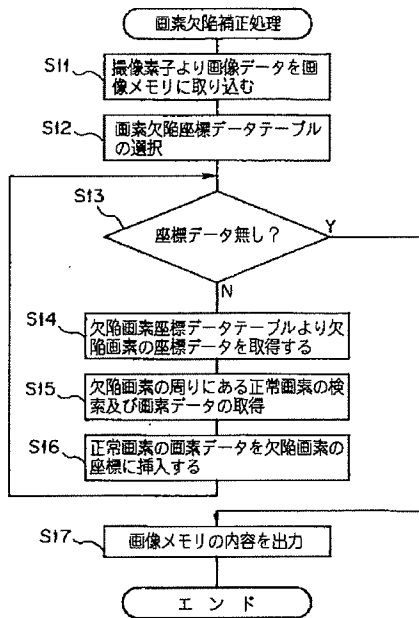 画素欠陥補正処理
S11
撮像素子より画像データを画
像メモリに取り込む
S12
画素欠陥座標データテーブル
の選択
S13
座標データ無し？
Y
N
S14
欠陥画素座標データテーブルより欠
陥画素の座標データを取得する
S15
欠陥画素の周りにある正常画素の検
索及び画素データの取得
S16
正常画素の画素データを欠陥画素の
座標に挿入する
S17
画像メモリの内容を出力
エンド